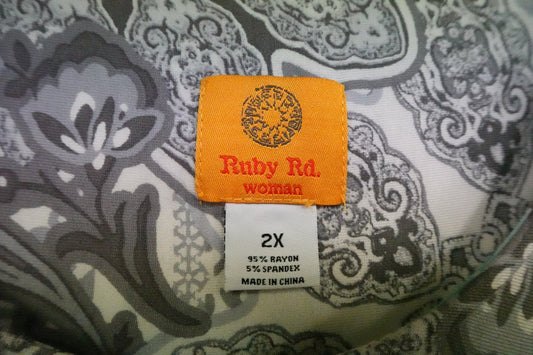 Ruby Rd.
woman
2X
95% RAYON
5% SPANDEX
MADE IN CHINA